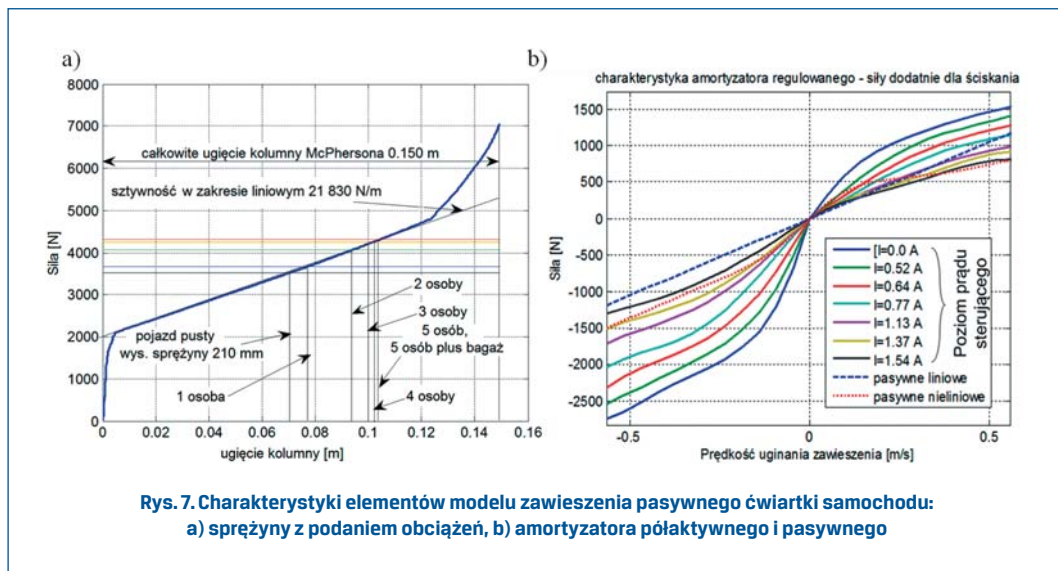 a)
8000
7000
6000
5000
4000
3000
2000
1000
0
Siła [N]
całkowite ugięcie kolumny McPhersona 0.150 m
sztywność w zakresie liniowym 21 830 N/m
2 osoby
3 osoby
5 osób,
5 osób plus bagaż
4 osoby
pojazd pusty
wys. sprężyny 210 mm
1 osoba
0 0.02 0.04 0.06 0.08 0.1 0.12 0.14 0.16
ugięcie kolumny [m]
b)
charakterystyka amortyzatora regulowanego - siły dodatnie dla ściskania
1500
1000
500
0
-500
-1000
-1500
-2000
-2500
Siła [N]
[I=0.0 A
I=0.52 A
I=0.64 A
I=0.77 A
I=1.13 A
I=1.37 A
I=1.54 A
pasywne liniowe
pasywne nieliniowe
Poziom prądu
sterującego
-0.5 0 0.5
Prędkość uginania zawieszenia [m/s]
Rys. 7. Charakterystyki elementów modelu zawieszenia pasywnego ćwiartki samochodu:
a) sprężyny z podaniem obciążeń, b) amortyzatora półaktywnego i pasywnego